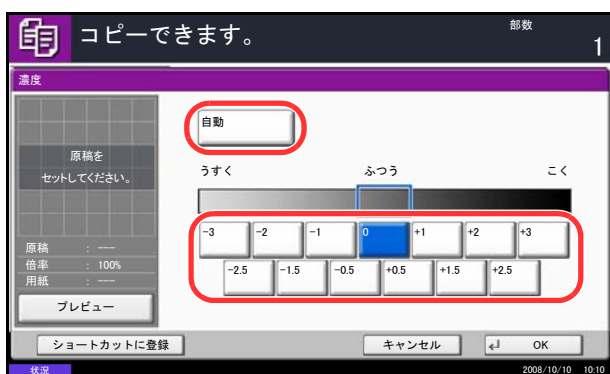 コピーできます。
部数
1
濃度
自動
原稿を
セットしてください。
うすく ふつう こく
-3 -2 -1 0 +1 +2 +3
-2.5 -1.5 -0.5 +0.5 +1.5 +2.5
原稿 : ---
倍率 : 100%
用紙 : ---
プレビュー
ショートカットに登録 キャンセル OK
状況 2008/10/10 10:10